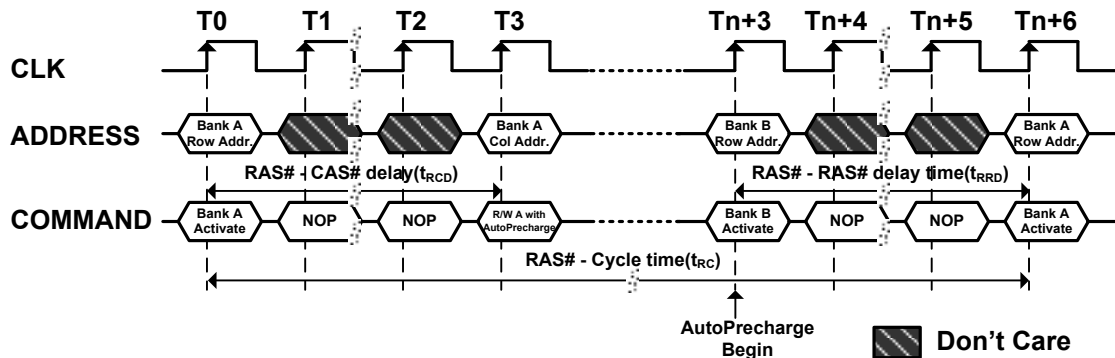 T0 T1 T2 T3 Tn+3 Tn+4 Tn+5 Tn+6
CLK
ADDRESS
Bank A
Row Addr.
Bank A
Col Addr.
Bank B
Row Addr.
Bank A
Row Addr.
RAS# - CAS# delay(tRCD)
RAS# - RAS# delay time(tRRD)
COMMAND
Bank A
Activate
NOP
NOP
R/W A with
AutoPrecharge
Bank B
Activate
NOP
NOP
Bank A
Activate
RAS# - Cycle time(tRC)
AutoPrecharge
Begin
Don't Care